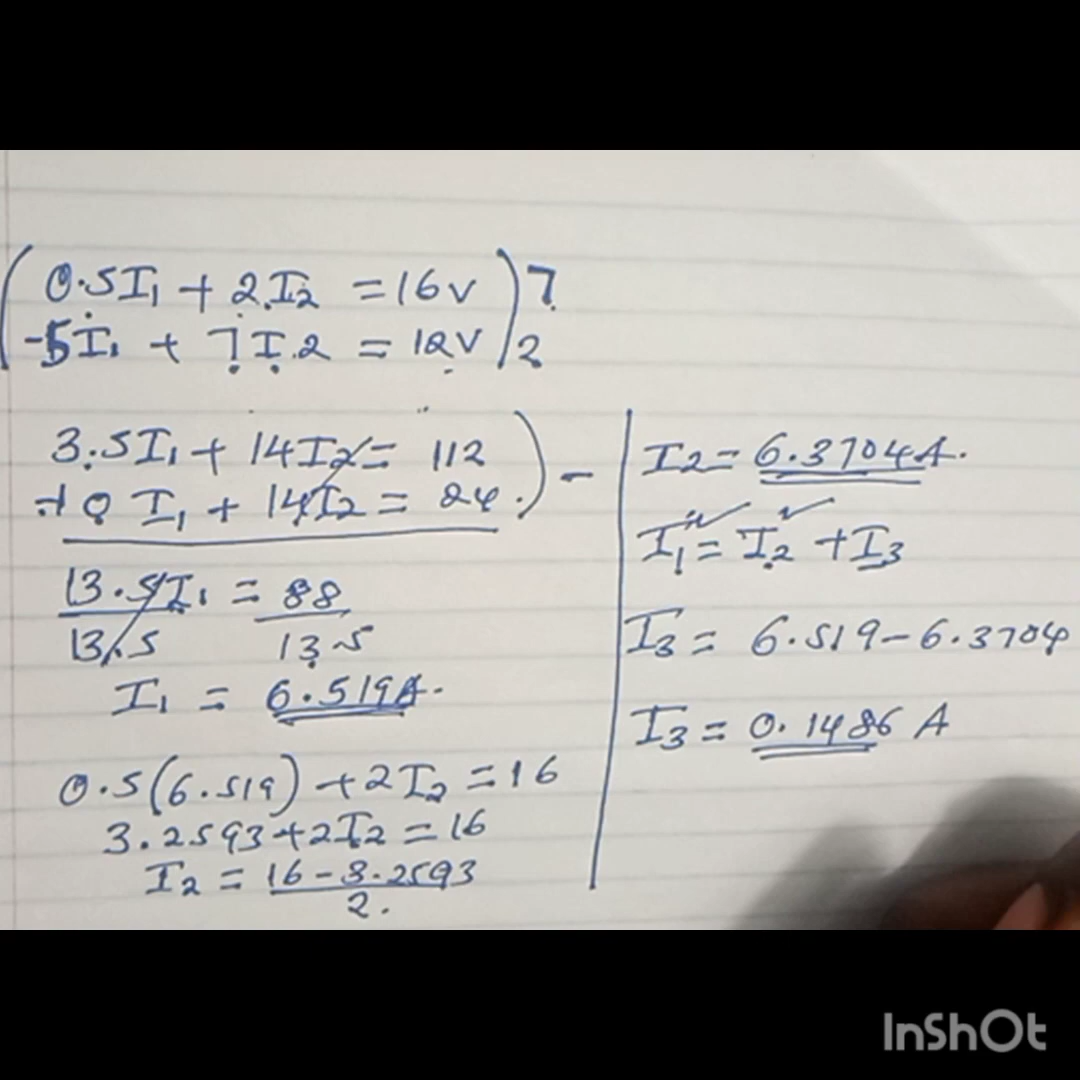 0.5I₁ + 2I₂ = 16V ) 7
-5I₁ + 7I2 = 12V ) 2
3.5I₁ + 14I2 = 112
-10I₁ + 14I2 = 24 ) -
13.5I₁ = 88
13.5 13.5
I₁ = 6.519A.
0.5(6.519) + 2I₂ = 16
3.2593 + 2I2 = 16
I₂ = 16 - 3.2593
2.
I2 = 6.3704A.
I₁ = I₂ + I₃
I₃ = 6.519 - 6.3704
I₃ = 0.1486 A
InShOt